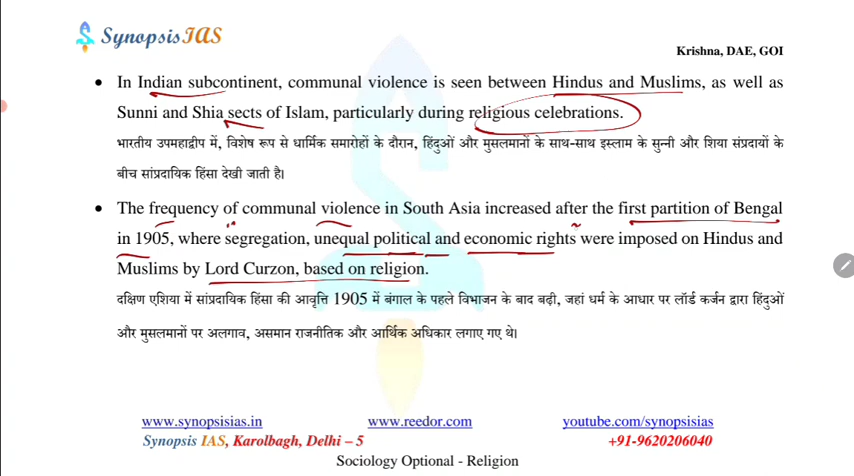 Synopsis IAS
Krishna, DAE, GOI
• In Indian subcontinent, communal violence is seen between Hindus and Muslims, as well as
Sunni and Shia sects of Islam, particularly during religious celebrations.
भारतीय उपमहाद्वीप में, विशेष रूप से धार्मिक समारोहों के दौरान, हिंदुओं और मुसलमानों के साथ-साथ इस्लाम के सुन्नी और शिया संप्रदायों के
बीच सांप्रदायिक हिंसा देखी जाती है।
• The frequency of communal violence in South Asia increased after the first partition of Bengal
in 1905, where segregation, unequal political and economic rights were imposed on Hindus and
Muslims by Lord Curzon, based on religion.
दक्षिण एशिया में सांप्रदायिक हिंसा की आवृत्ति 1905 में बंगाल के पहले विभाजन के बाद बढ़ी, जहां धर्म के आधार पर लॉर्ड कर्जन द्वारा हिंदुओं
और मुसलमानों पर अलगाव, असमान राजनीतिक और आर्थिक अधिकार लगाए गए थे।
www.synopsisias.in www.reedor.com youtube.com/synopsisias
Synopsis IAS, Karolbagh, Delhi – 5 +91-9620206040
Sociology Optional - Religion